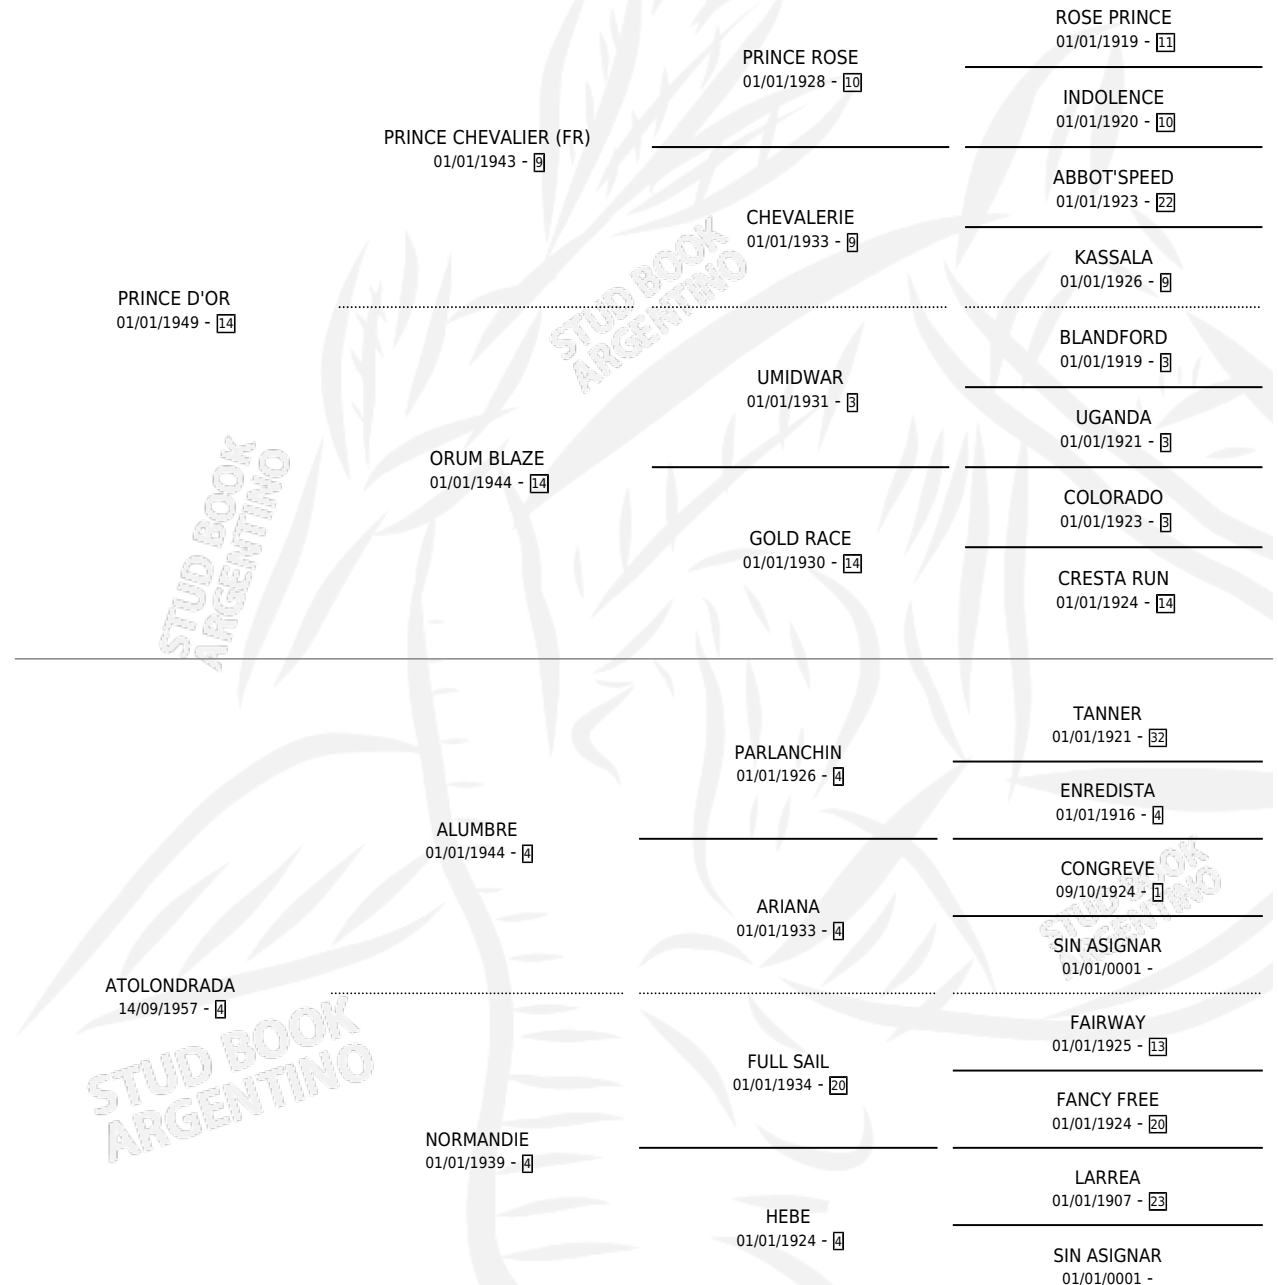 ROSE PRINCE
01/01/1919 - 11
PRINCE ROSE
01/01/1928 - 10
INDOLENCE
01/01/1920 - 10
PRINCE CHEVALIER (FR)
01/01/1943 - 9
ABBOT'SPEED
01/01/1923 - 22
CHEVALERIE
01/01/1933 - 9
KASSALA
01/01/1926 - 9
PRINCE D'OR
01/01/1949 - 14
BLANDFORD
01/01/1919 - 3
UMIDWAR
01/01/1931 - 3
UGANDA
01/01/1921 - 3
ORUM BLAZE
01/01/1944 - 14
COLORADO
01/01/1923 - 3
GOLD RACE
01/01/1930 - 14
CRESTA RUN
01/01/1924 - 14
STUD BOOK
ARGENTINO
STUD BOOK
ARGENTINO
TANNER
01/01/1921 - 32
PARLANCHIN
01/01/1926 - 4
ENREDISTA
01/01/1916 - 4
ALUMBRE
01/01/1944 - 4
CONGREVE
09/10/1924 - 1
ARIANA
01/01/1933 - 4
SIN ASIGNAR
01/01/0001 -
ATOLONDRADA
14/09/1957 - 4
FAIRWAY
01/01/1925 - 13
FULL SAIL
01/01/1934 - 20
FANCY FREE
01/01/1924 - 20
NORMANDIE
01/01/1939 - 4
LARREA
01/01/1907 - 23
HEBE
01/01/1924 - 4
SIN ASIGNAR
01/01/0001 -
STUD BOOK
ARGENTINO
STUD BOOK
ARGENTINO